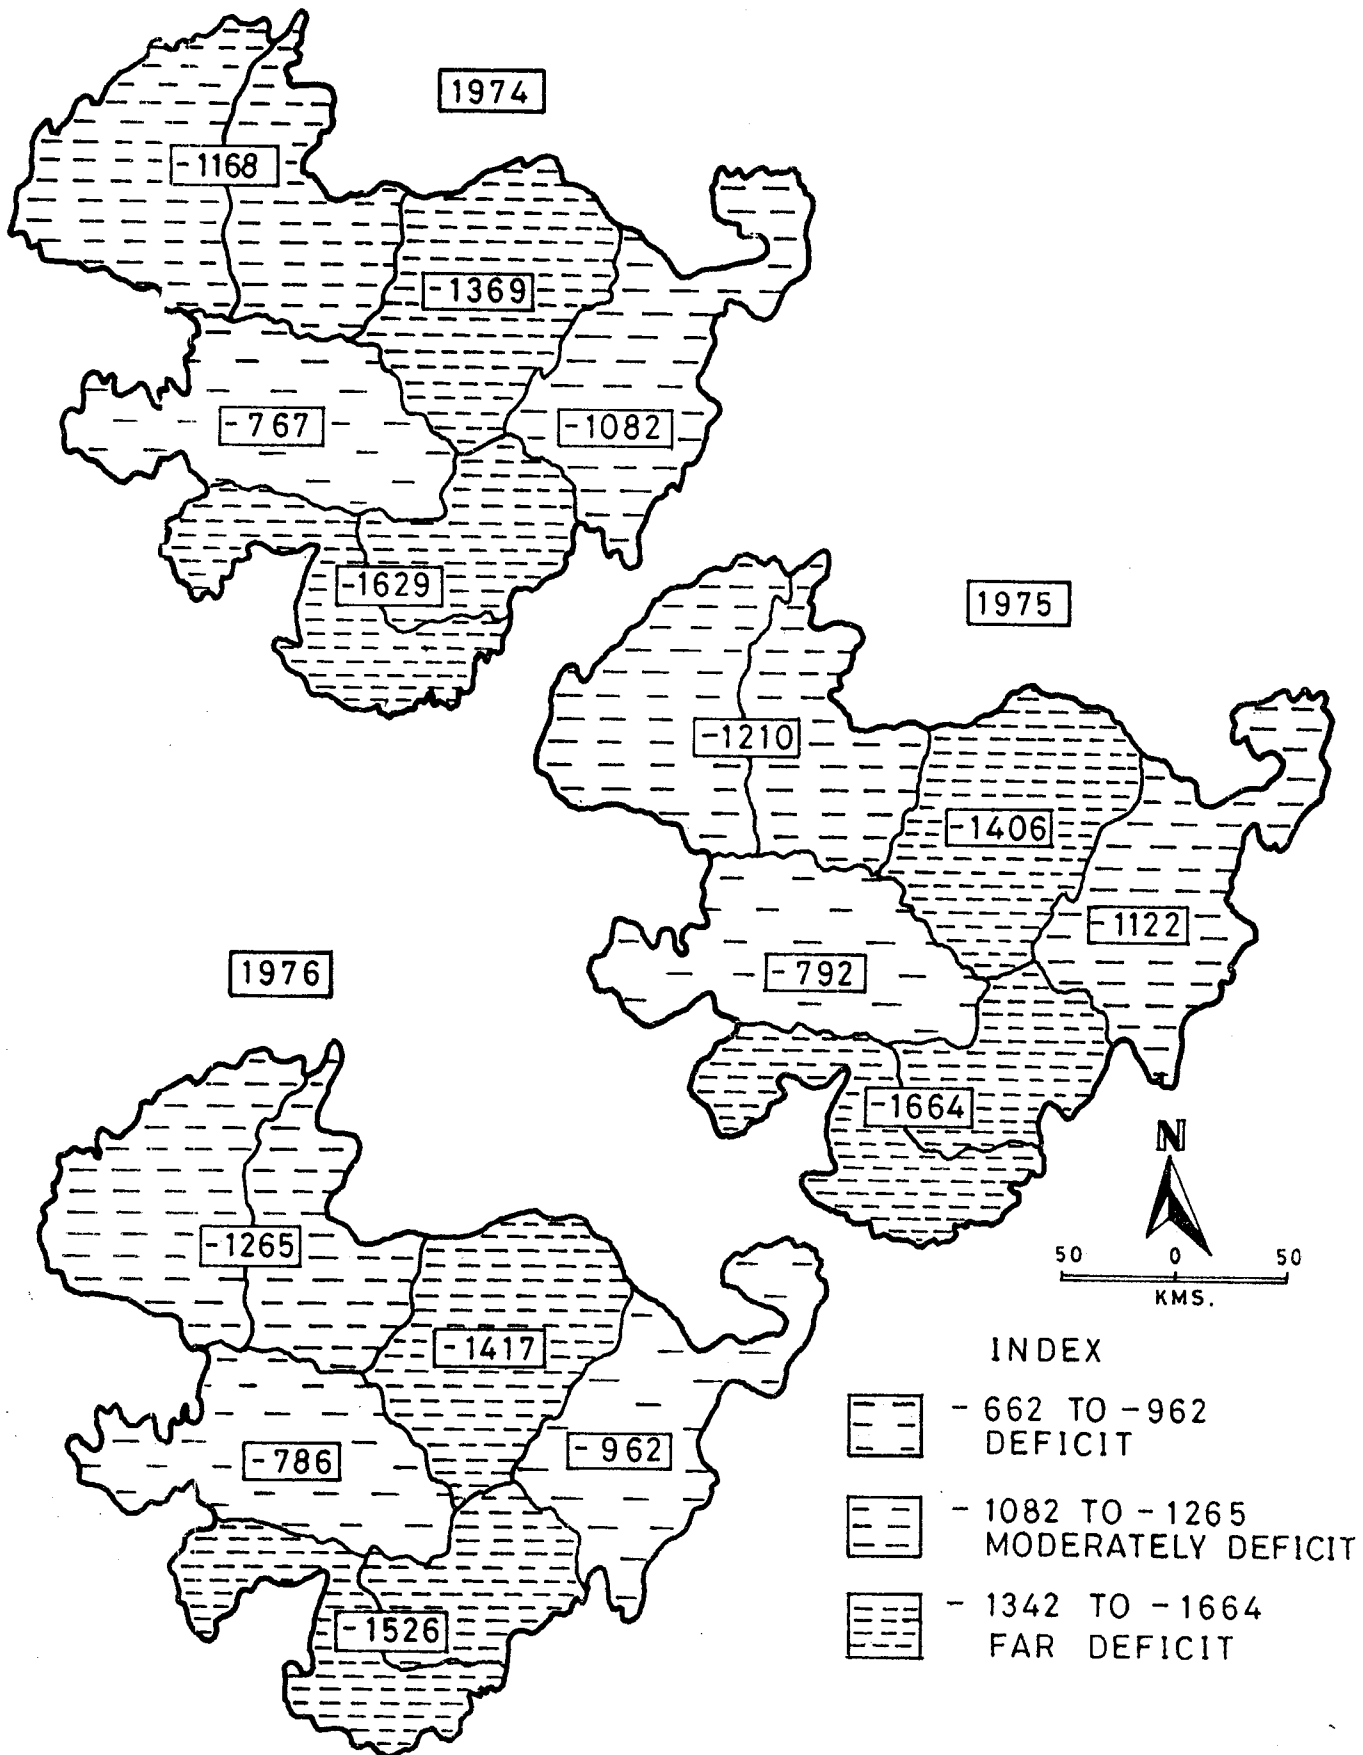 1974
-1168
-1369
-767
-1082
-1629
1975
-1210
-1406
-1122
-792
-1664
1976
-1265
-1417
-786
-962
-1526
N
50 0 50
KMS.
INDEX
- 662 TO -962
DEFICIT
- 1082 TO -1265
MODERATELY DEFICIT
- 1342 TO -1664
FAR DEFICIT